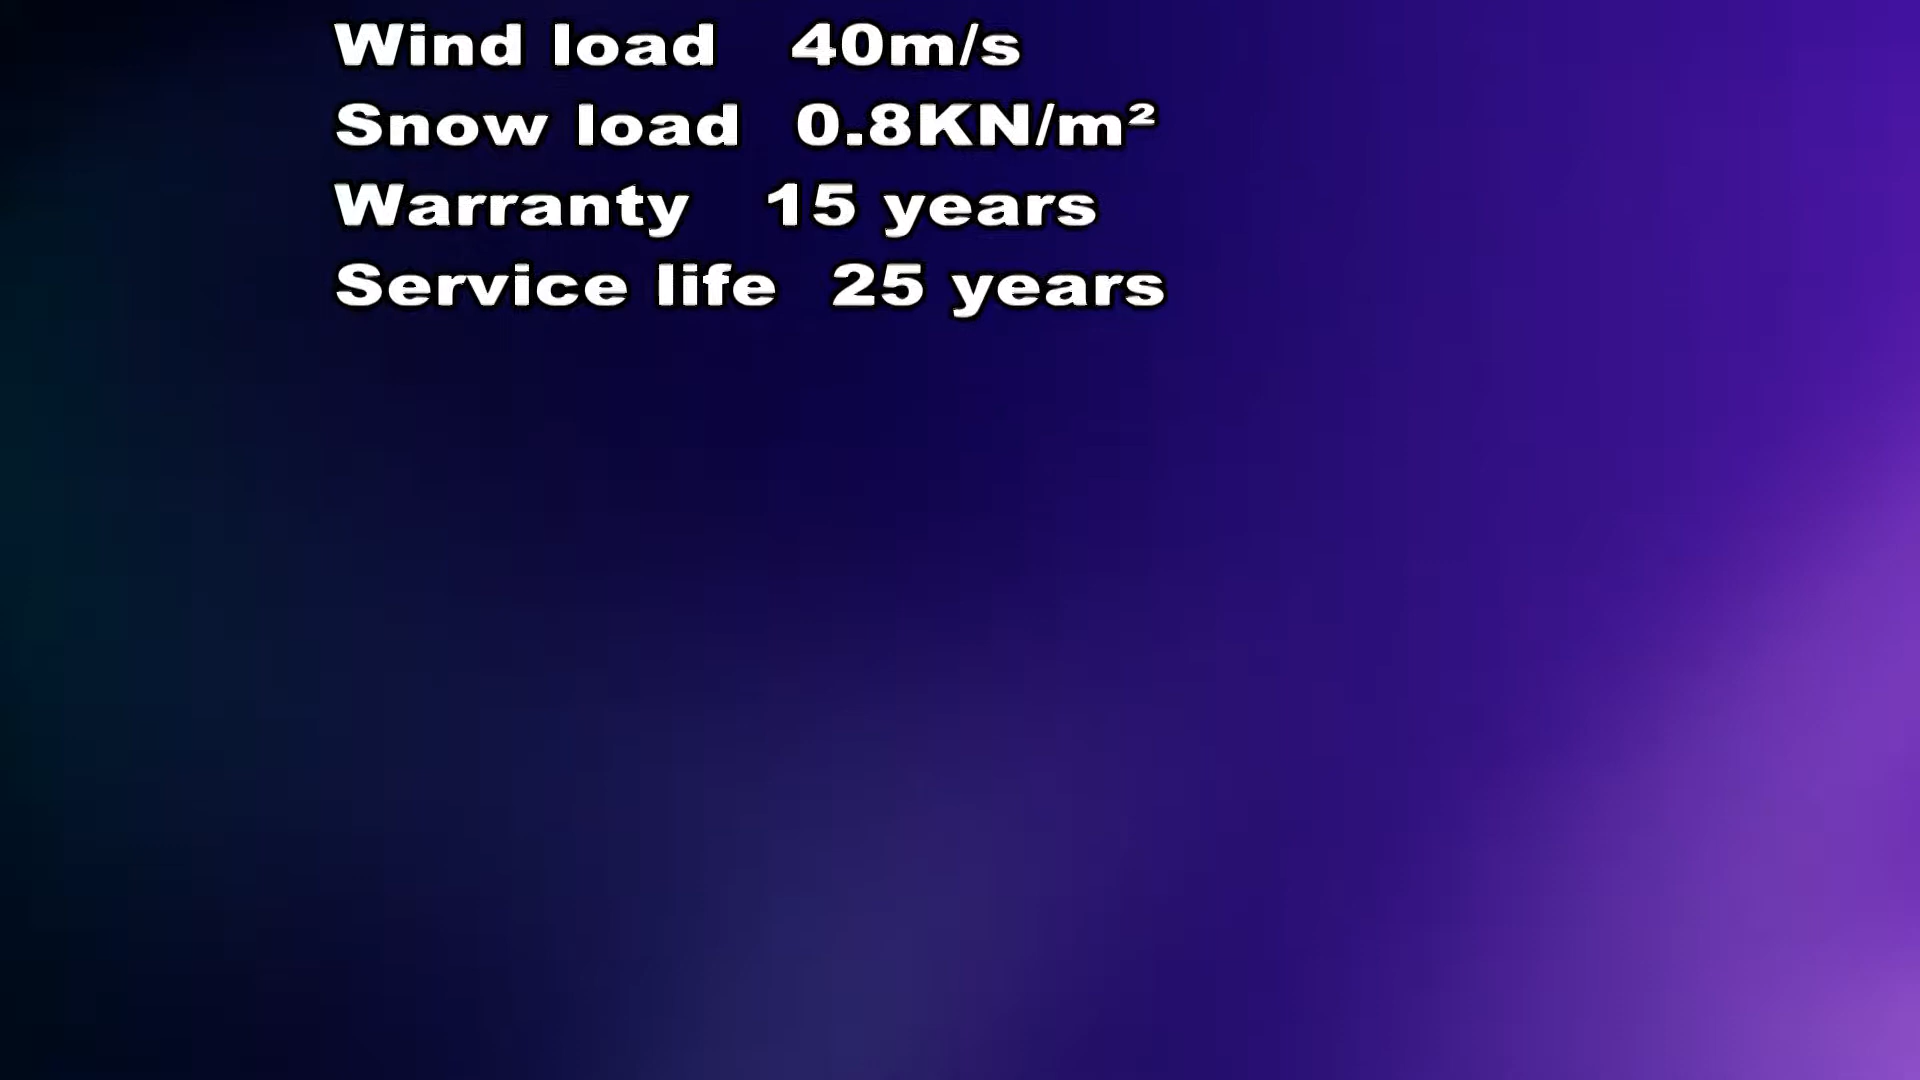 Wind load 40m/s
Snow load 0.8KN/m²
Warranty 15 years
Service life 25 years